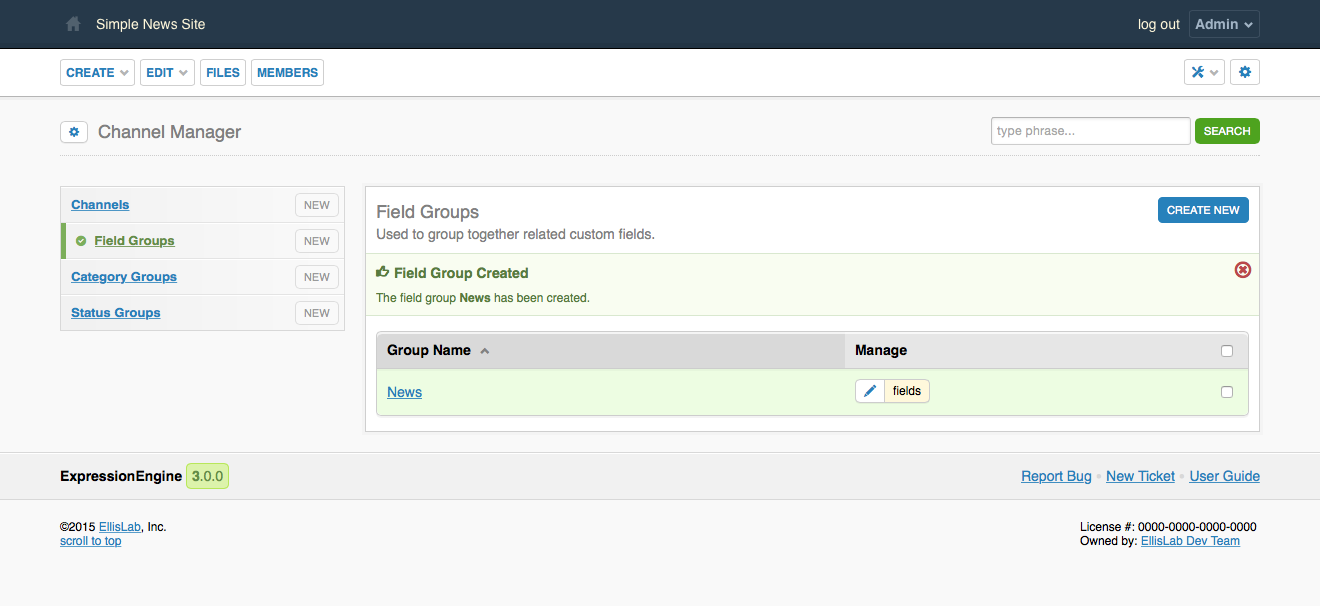 Simple News Site
log out Admin
CREATE EDIT FILES MEMBERS
Channel Manager
type phrase... SEARCH
Channels NEW
Field Groups NEW
Category Groups NEW
Status Groups NEW
Field Groups CREATE NEW
Used to group together related custom fields.
Field Group Created
The field group News has been created.
Group Name Manage
News fields
ExpressionEngine 3.0.0
Report Bug • New Ticket • User Guide
©2015 EllisLab, Inc.
scroll to top
License #: 0000-0000-0000-0000
Owned by: EllisLab Dev Team